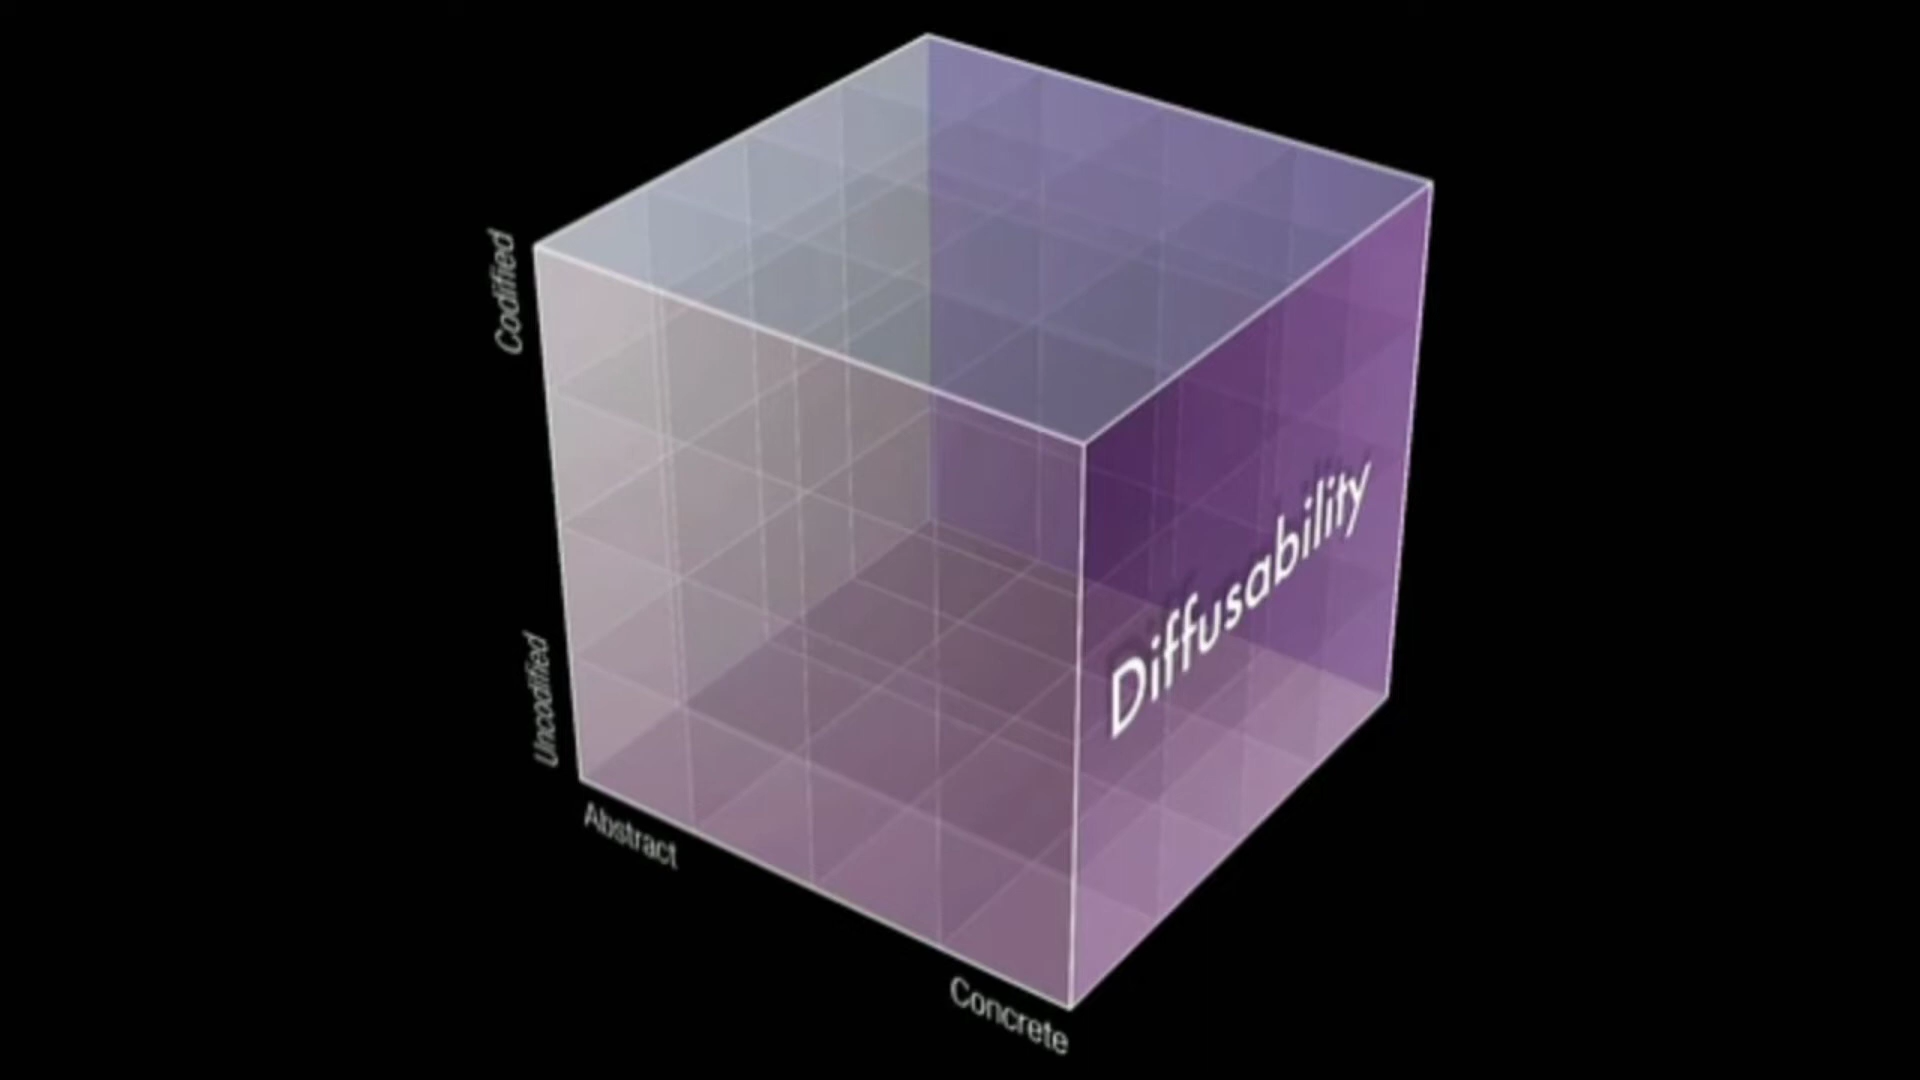 Codified
Diffusability
Uncodified
Abstract
Concrete